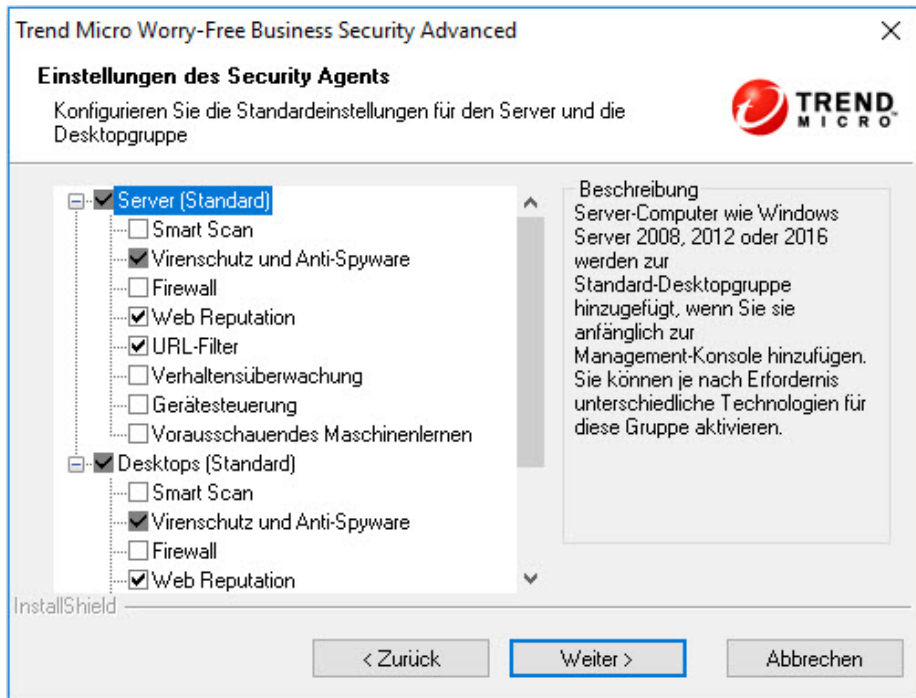 Trend Micro Worry-Free Business Security Advanced
Einstellungen des Security Agents
Konfigurieren Sie die Standardeinstellungen für den Server und die
Desktopgruppe
TREND
MICRO™
Server (Standard)
Smart Scan
Virenschutz und Anti-Spyware
Firewall
Web Reputation
URL-Filter
Verhaltensüberwachung
Gerätesteuerung
Vorausschauendes Maschinenlernen
Desktops (Standard)
Smart Scan
Virenschutz und Anti-Spyware
Firewall
Web Reputation
Beschreibung
Server-Computer wie Windows
Server 2008, 2012 oder 2016
werden zur
Standard-Desktopgruppe
hinzugefügt, wenn Sie sie
anfänglich zur
Management-Konsole hinzufügen.
Sie können je nach Erfordernis
unterschiedliche Technologien für
diese Gruppe aktivieren.
InstallShield
< Zurück
Weiter >
Abbrechen